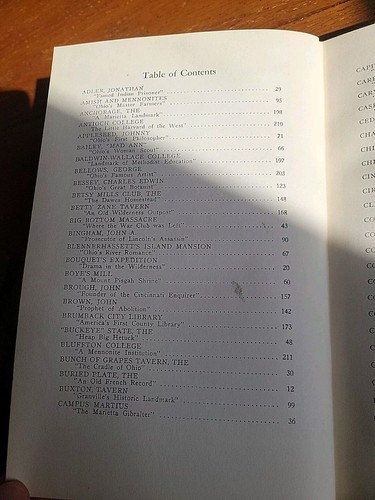 Table of Contents
ADLER, JONATHAN
"Famed Indian Prisoner" 29
AMISH AND MENNONITES
"Ohio's Master Farmers" 93
ANCHORAGE, THE
"A Marietta Landmark" 198
ANTIOCH COLLEGE
"The Little Harvard of the West" 210
APPLESEED, JOHNNY
"Ohio's First Philosopher" 71
BAILEY, "MAD ANN"
"Ohio's Woman Scout" 66
BALDWIN-WALLACE COLLEGE
"Landmark of Methodist Education" 197
BELLOWS, GEORGE
"Ohio's Famous Artist" 203
BESSEY, CHARLES EDWIN
"Ohio's Great Botanist" 123
BETSY MILLS CLUB, THE
"The Dawes Homestead" 148
BETTY ZANE TAVERN
"An Old Wilderness Outpost" 168
BIG BOTTOM MASSACRE
"Where the War Club was Left" 43
BINGHAM, JOHN A.
"Prosecutor of Lincoln's Assassin" 90
BLENNERHASSETT'S ISLAND MANSION
"Ohio's River Romance" 67
BOUQUET'S EXPEDITION
"Drama in the Wilderness" 20
BOYE'S MILL
"A Mount Pisgah Shrine" 60
BROUGH, JOHN
"Founder of the Cincinnati Enquirer" 157
BROWN, JOHN
"Prophet of Abolition" 142
BRUMBACK CITY LIBRARY
"America's First County Library" 173
"BUCKEYE" STATE, THE
"Heap Big Hetuck" 48
BLUFFTON COLLEGE
"A Mennonite Institution" 211
BUNCH OF GRAPES TAVERN, THE
"The Cradle of Ohio" 30
BURIED PLATE, THE
"An Old French Record" 12
BUXTON, TAVERN
"Granville's Historic Landmark" 99
CAMPUS MARTIUS
"The Marietta Gibralter" 36